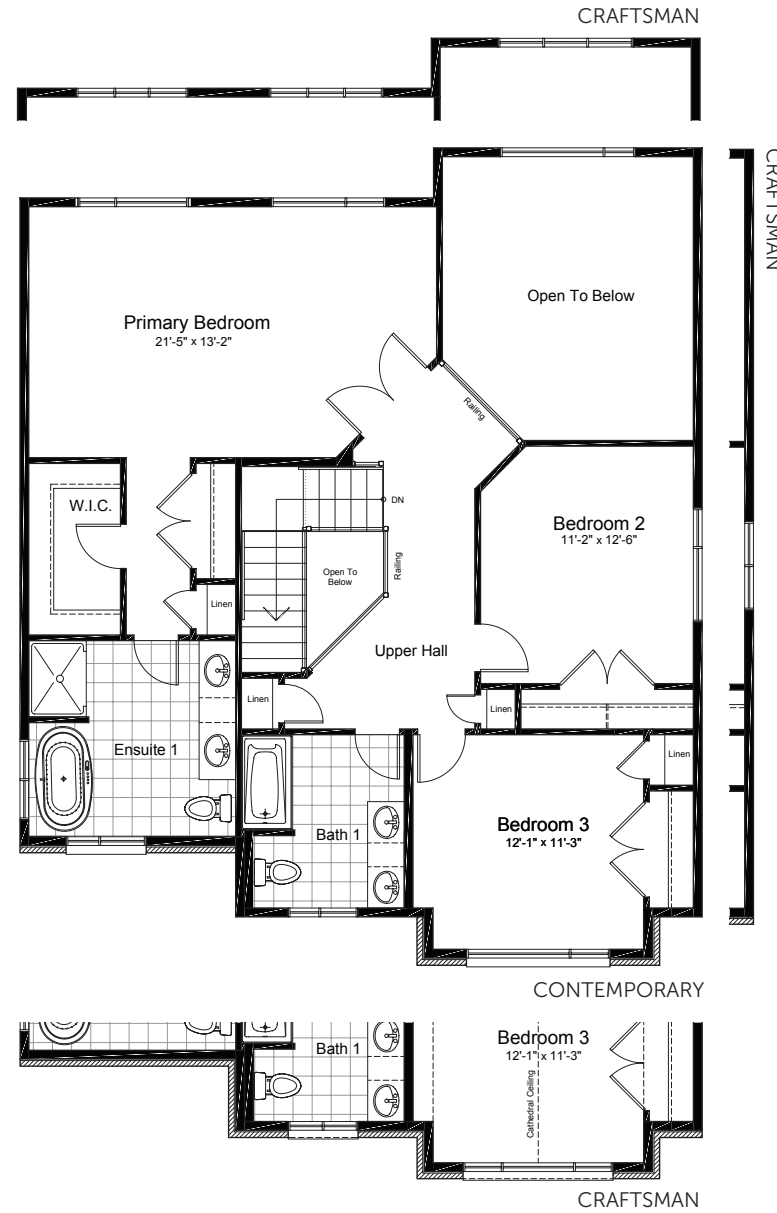 CRAFTSMAN
CRAFTSMAN
Open To Below
Primary Bedroom
21'-5" x 13'-2"
Railing
W.I.C.
DN
Bedroom 2
11'-2" x 12'-6"
Open To
Below
Railing
Linen
Upper Hall
Linen
Linen
Ensuite 1
Linen
Bath 1
Bedroom 3
12'-1" x 11'-3"
CONTEMPORARY
Bath 1
Bedroom 3
12'-1" x 11'-3"
Cathedral Ceiling
CRAFTSMAN